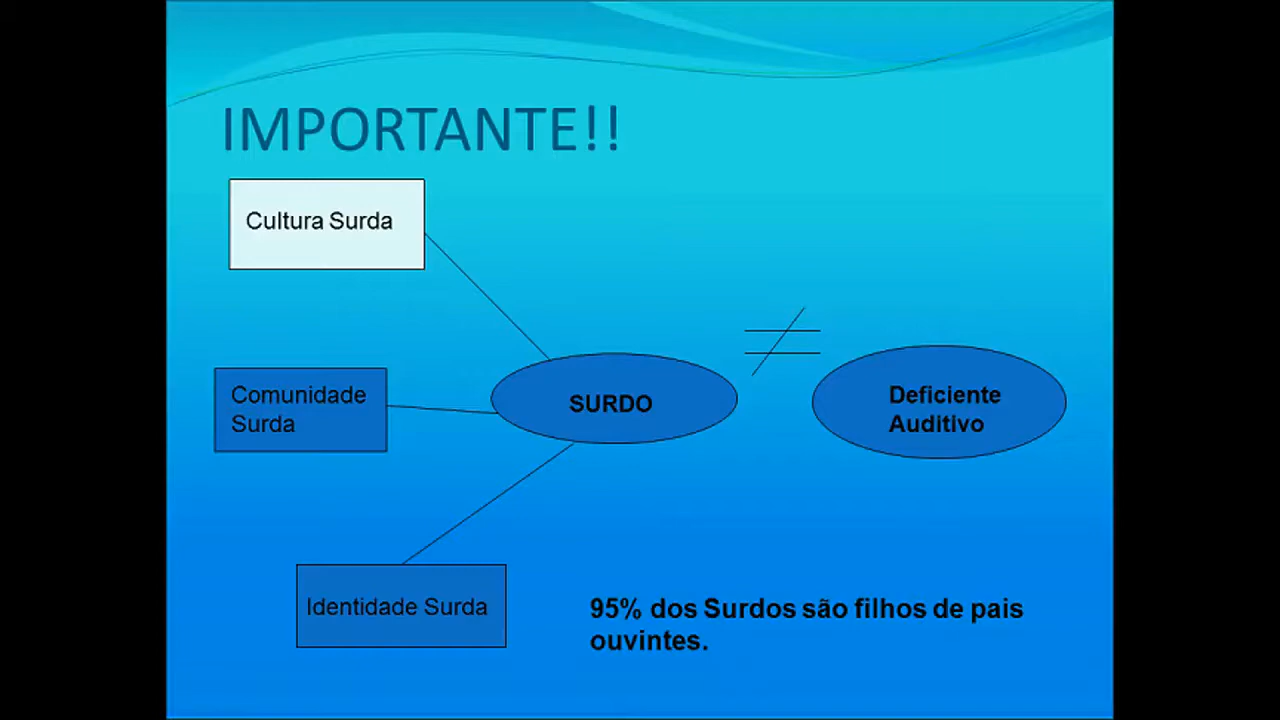 IMPORTANTE!!
Cultura Surda
Comunidade
Surda
SURDO
≠
Deficiente
Auditivo
Identidade Surda
95% dos Surdos são filhos de pais
ouvintes.